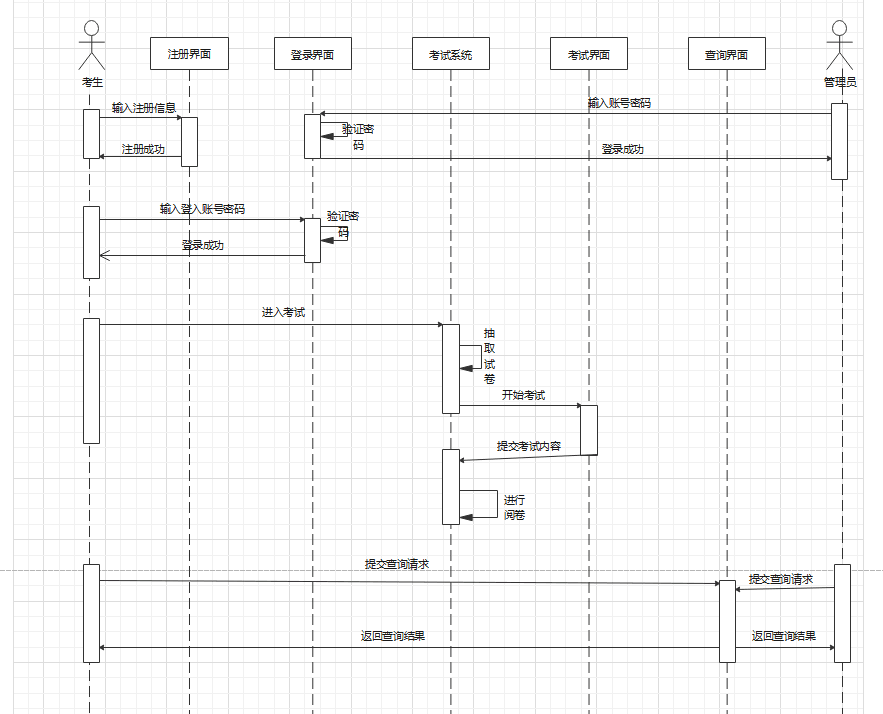 考生
注册界面
登录界面
考试系统
考试界面
查询界面
管理员
输入注册信息
输入账号密码
验证密
码
注册成功
登录成功
输入登入账号密码
验证密
码
登录成功
进入考试
抽
取
试
卷
开始考试
提交考试内容
进行
阅卷
提交查询请求
提交查询请求
返回查询结果
返回查询结果